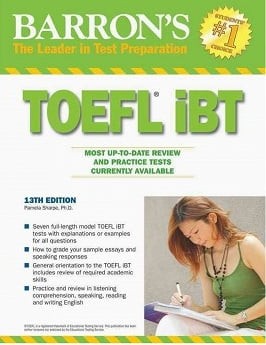 BARRON'S
The Leader in Test Preparation
STUDENTS'
#1
CHOICE
TOEFL® iBT
MOST UP-TO-DATE REVIEW
AND PRACTICE TESTS
CURRENTLY AVAILABLE
13TH EDITION
Pamela Sharpe, Ph.D.
Seven full-length model TOEFL iBT
tests with explanations or examples
for all questions
How to grade your sample essays and
speaking responses
General orientation to the TOEFL iBT
includes review of required academic
skills
Practice and review in listening
comprehension, speaking, reading
and writing English